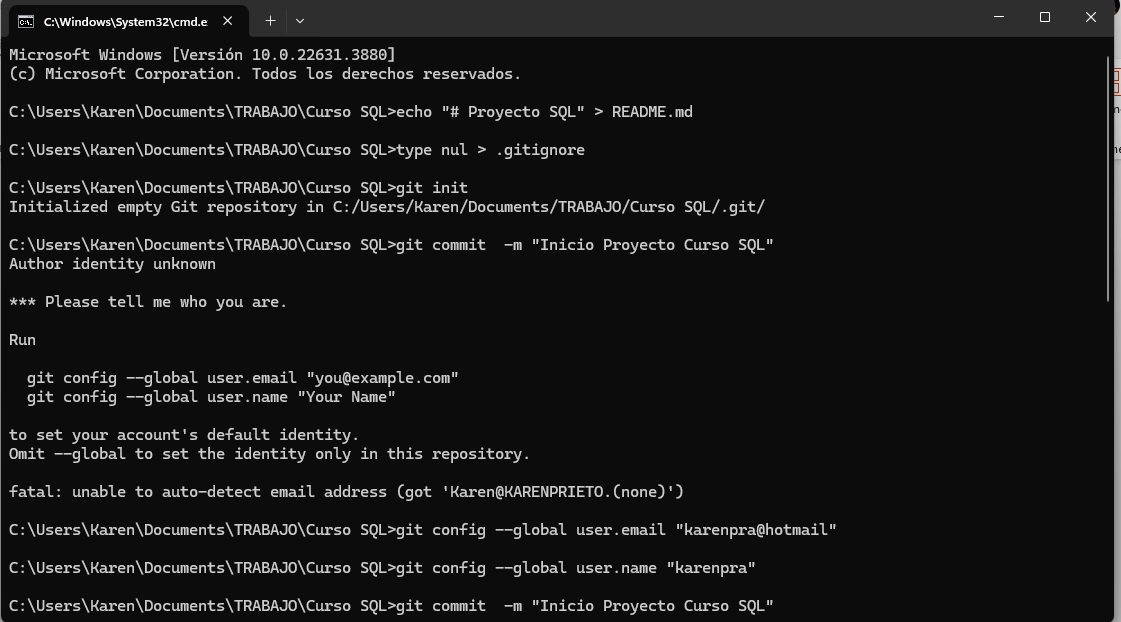 C:\Windows\System32\cmd.e
Microsoft Windows [Versión 10.0.22631.3880]
(c) Microsoft Corporation. Todos los derechos reservados.
C:\Users\Karen\Documents\TRABAJO\Curso SQL>echo "# Proyecto SQL" > README.md
C:\Users\Karen\Documents\TRABAJO\Curso SQL>type nul > .gitignore
C:\Users\Karen\Documents\TRABAJO\Curso SQL>git init
Initialized empty Git repository in C:/Users/Karen/Documents/TRABAJO/Curso SQL/.git/
C:\Users\Karen\Documents\TRABAJO\Curso SQL>git commit  -m "Inicio Proyecto Curso SQL"
Author identity unknown
*** Please tell me who you are.
Run
  git config --global user.email "you@example.com"
  git config --global user.name "Your Name"
to set your account's default identity.
Omit --global to set the identity only in this repository.
fatal: unable to auto-detect email address (got 'Karen@KARENPRIETO.(none)')
C:\Users\Karen\Documents\TRABAJO\Curso SQL>git config --global user.email "karenpra@hotmail"
C:\Users\Karen\Documents\TRABAJO\Curso SQL>git config --global user.name "karenpra"
C:\Users\Karen\Documents\TRABAJO\Curso SQL>git commit  -m "Inicio Proyecto Curso SQL"